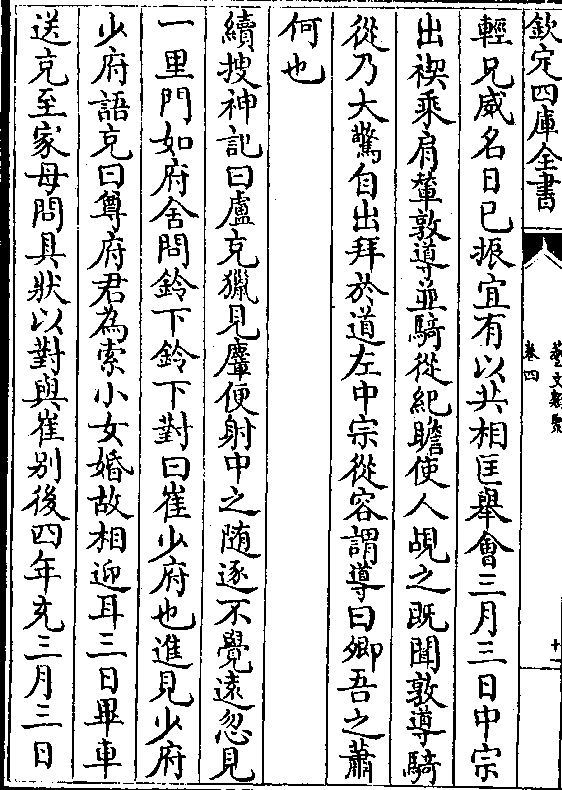 欽定四庫全書
藝文類聚
卷四
十一
輕兄威名日已振宜有以共相匡舉會三月三日中宗
出禊乘肩轝敦導並騎從紀瞻使人覘之既聞敦導騎
從乃大驚自出拜於道左中宗從容謂導曰卿吾之蕭
何也
續搜神記曰盧充獵見麞便射中之随逐不覺遠忽見
一里門如府舍問鈴下鈴下對曰崔少府也進見少府
少府語充曰尊府君為索小女婚故相迎耳三日畢車
送充至家母問具狀以對與崔别後四年充三月三日